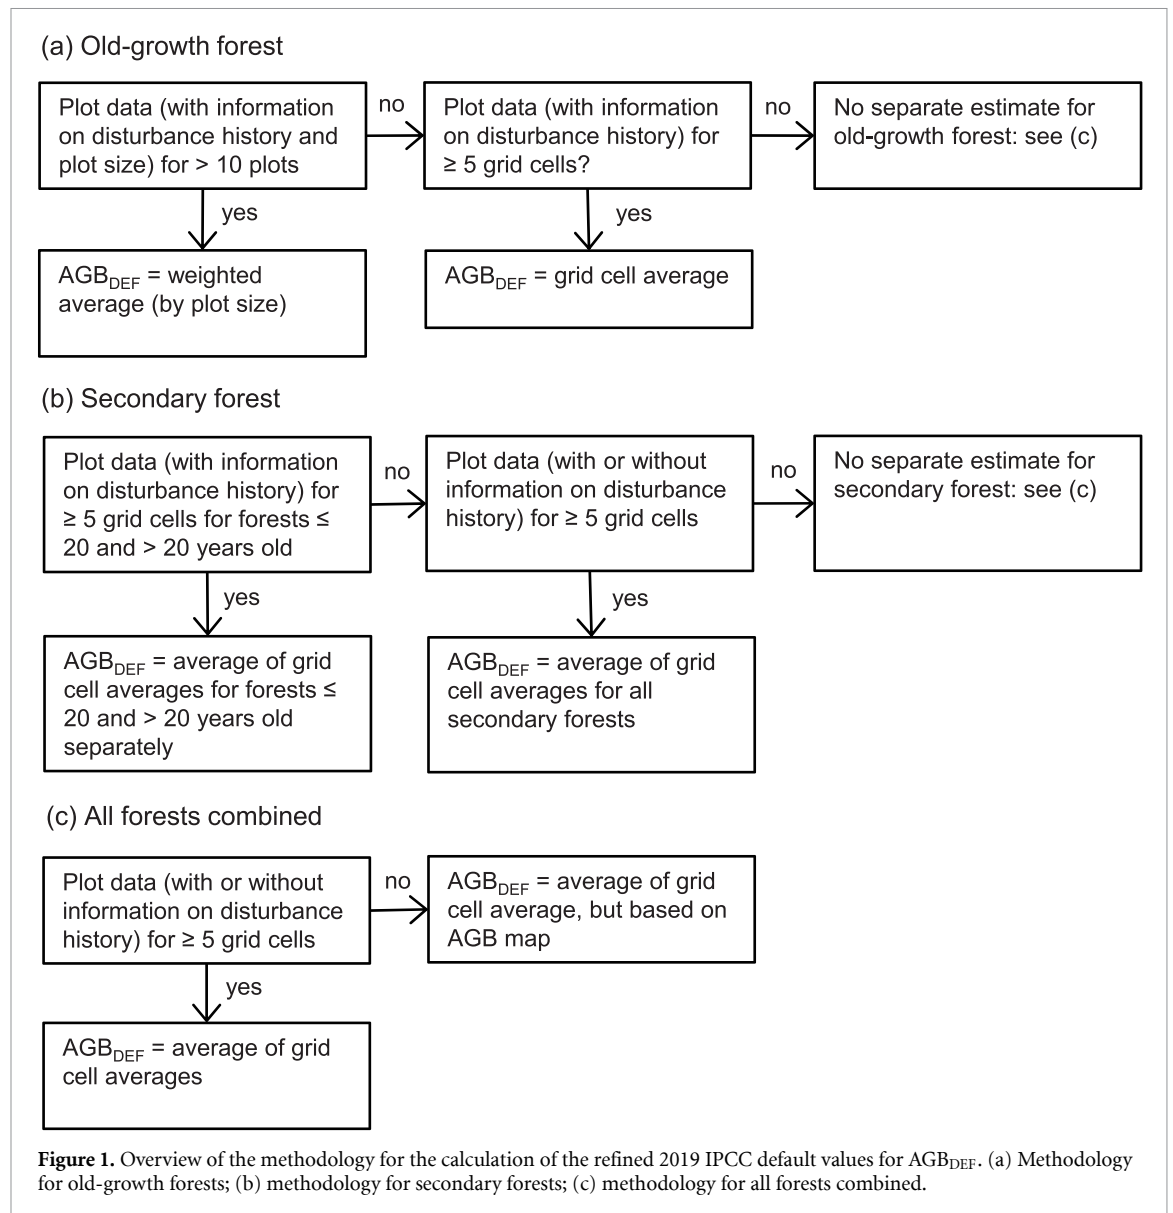 (a) Old-growth forest
Plot data (with information
on disturbance history and
plot size) for > 10 plots
no
Plot data (with information
on disturbance history) for
≥ 5 grid cells?
no
No separate estimate for
old-growth forest: see (c)
yes
yes
AGBDEF = weighted
average (by plot size)
AGBDEF = grid cell average
(b) Secondary forest
Plot data (with information
on disturbance history) for
≥ 5 grid cells for forests ≤
20 and > 20 years old
no
Plot data (with or without
information on disturbance
history) for ≥ 5 grid cells
no
No separate estimate for
secondary forest: see (c)
yes
yes
AGBDEF = average of grid
cell averages for forests ≤
20 and > 20 years old
separately
AGBDEF = average of grid
cell averages for all
secondary forests
(c) All forests combined
Plot data (with or without
information on disturbance
history) for ≥ 5 grid cells
no
AGBDEF = average of grid
cell average, but based on
AGB map
yes
AGBDEF = average of grid
cell averages
Figure 1. Overview of the methodology for the calculation of the refined 2019 IPCC default values for AGBDEF. (a) Methodology
for old-growth forests; (b) methodology for secondary forests; (c) methodology for all forests combined.